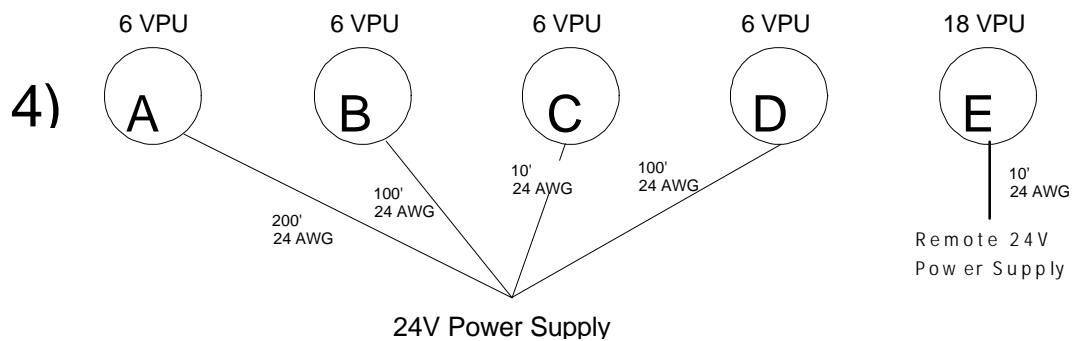 6 VPU 6 VPU 6 VPU 6 VPU 18 VPU
4) A B C D E
200'
24 AWG
100'
24 AWG
10'
24 AWG
100'
24 AWG
10'
24 AWG
Remote 24V
Power Supply
24V Power Supply